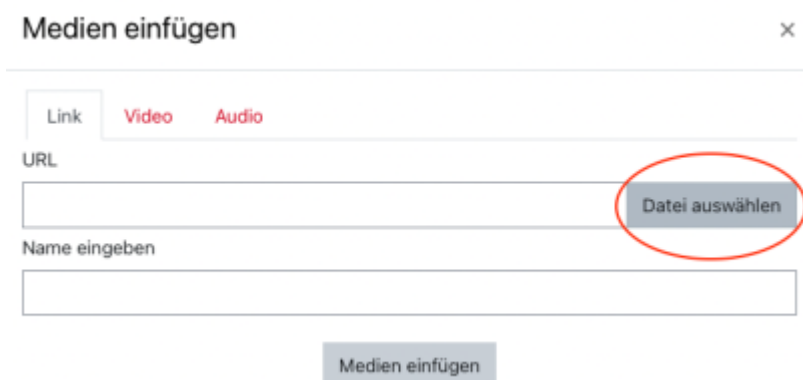 Medien einfügen ×
Link Video Audio
URL
Datei auswählen
Name eingeben
Medien einfügen